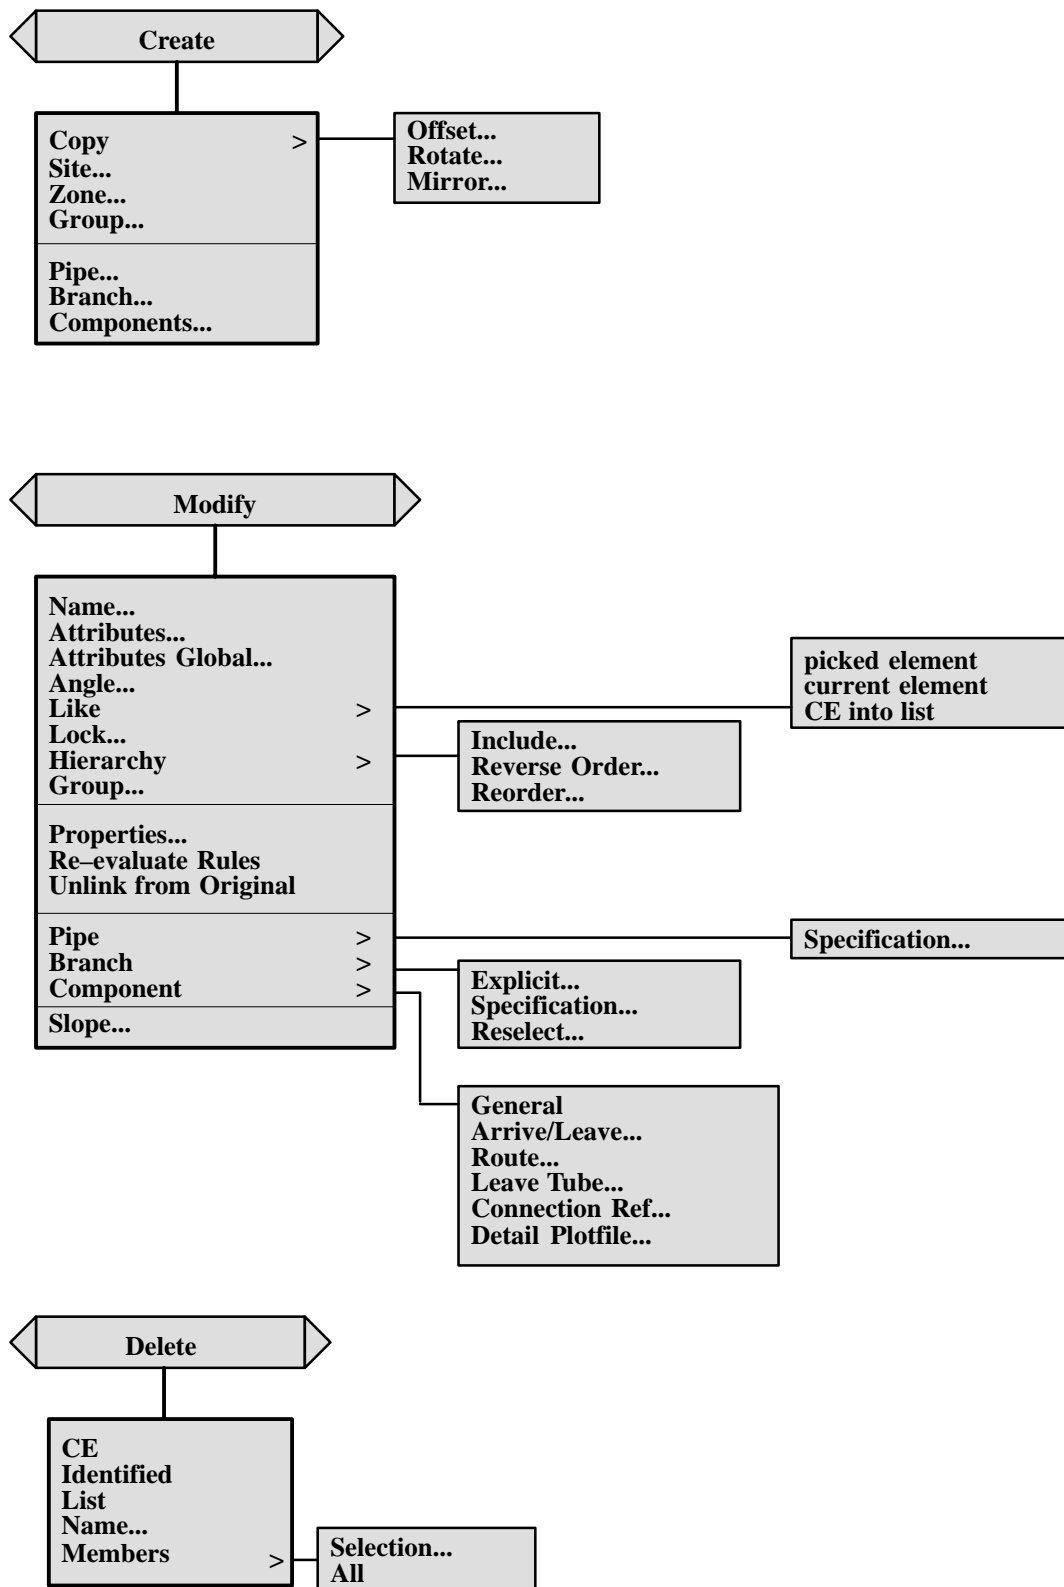 Create
Copy >
Site...
Zone...
Group...
Pipe...
Branch...
Components...
Offset...
Rotate...
Mirror...
Modify
Name...
Attributes...
Attributes Global...
Angle...
Like >
Lock...
Hierarchy >
Group...
Properties...
Re–evaluate Rules
Unlink from Original
Pipe >
Branch >
Component >
Slope...
picked element
current element
CE into list
Include...
Reverse Order...
Reorder...
Specification...
Explicit...
Specification...
Reselect...
General
Arrive/Leave...
Route...
Leave Tube...
Connection Ref...
Detail Plotfile...
Delete
CE
Identified
List
Name...
Members >
Selection...
All